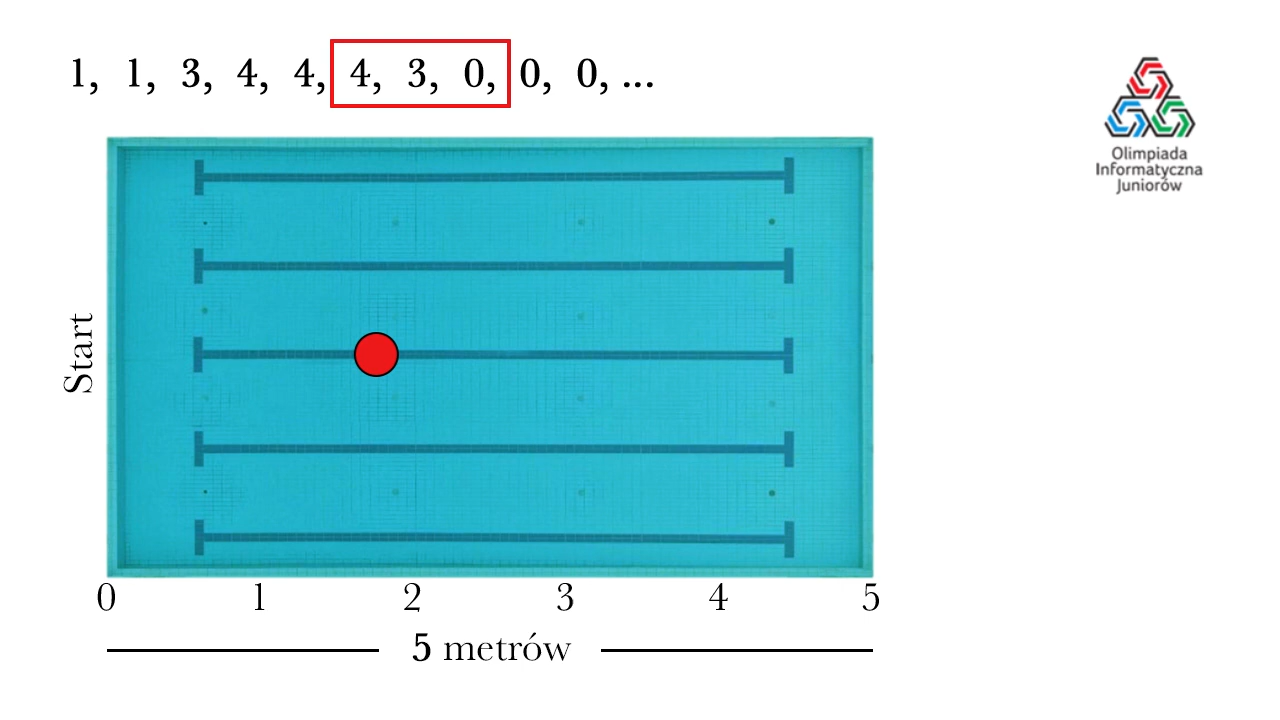 1, 1, 3, 4, 4, 4, 3, 0, 0, 0, ...
Olimpiada
Informatyczna
Juniorów
Start
0 1 2 3 4 5
5 metrów